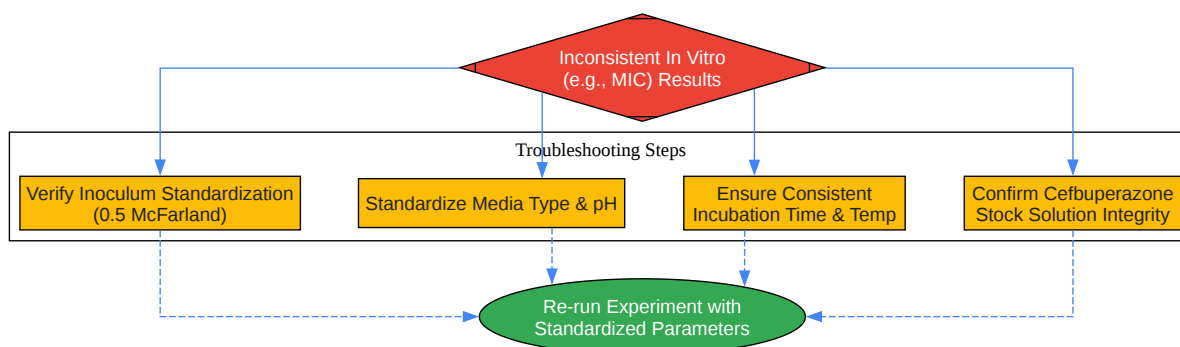 Inconsistent In Vitro
(e.g., MIC) Results
Troubleshooting Steps
Verify Inoculum Standardization
(0.5 McFarland)
Standardize Media Type & pH
Ensure Consistent
Incubation Time & Temp
Confirm Cefbuperazone
Stock Solution Integrity
Re-run Experiment with
Standardized Parameters